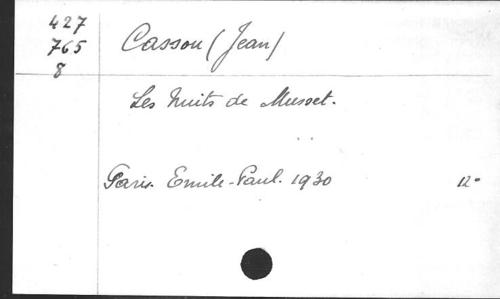 427
765
8
Cassou (Jean)
Les Nuits de Musset.
Paris. Emile-Paul. 1930 12°